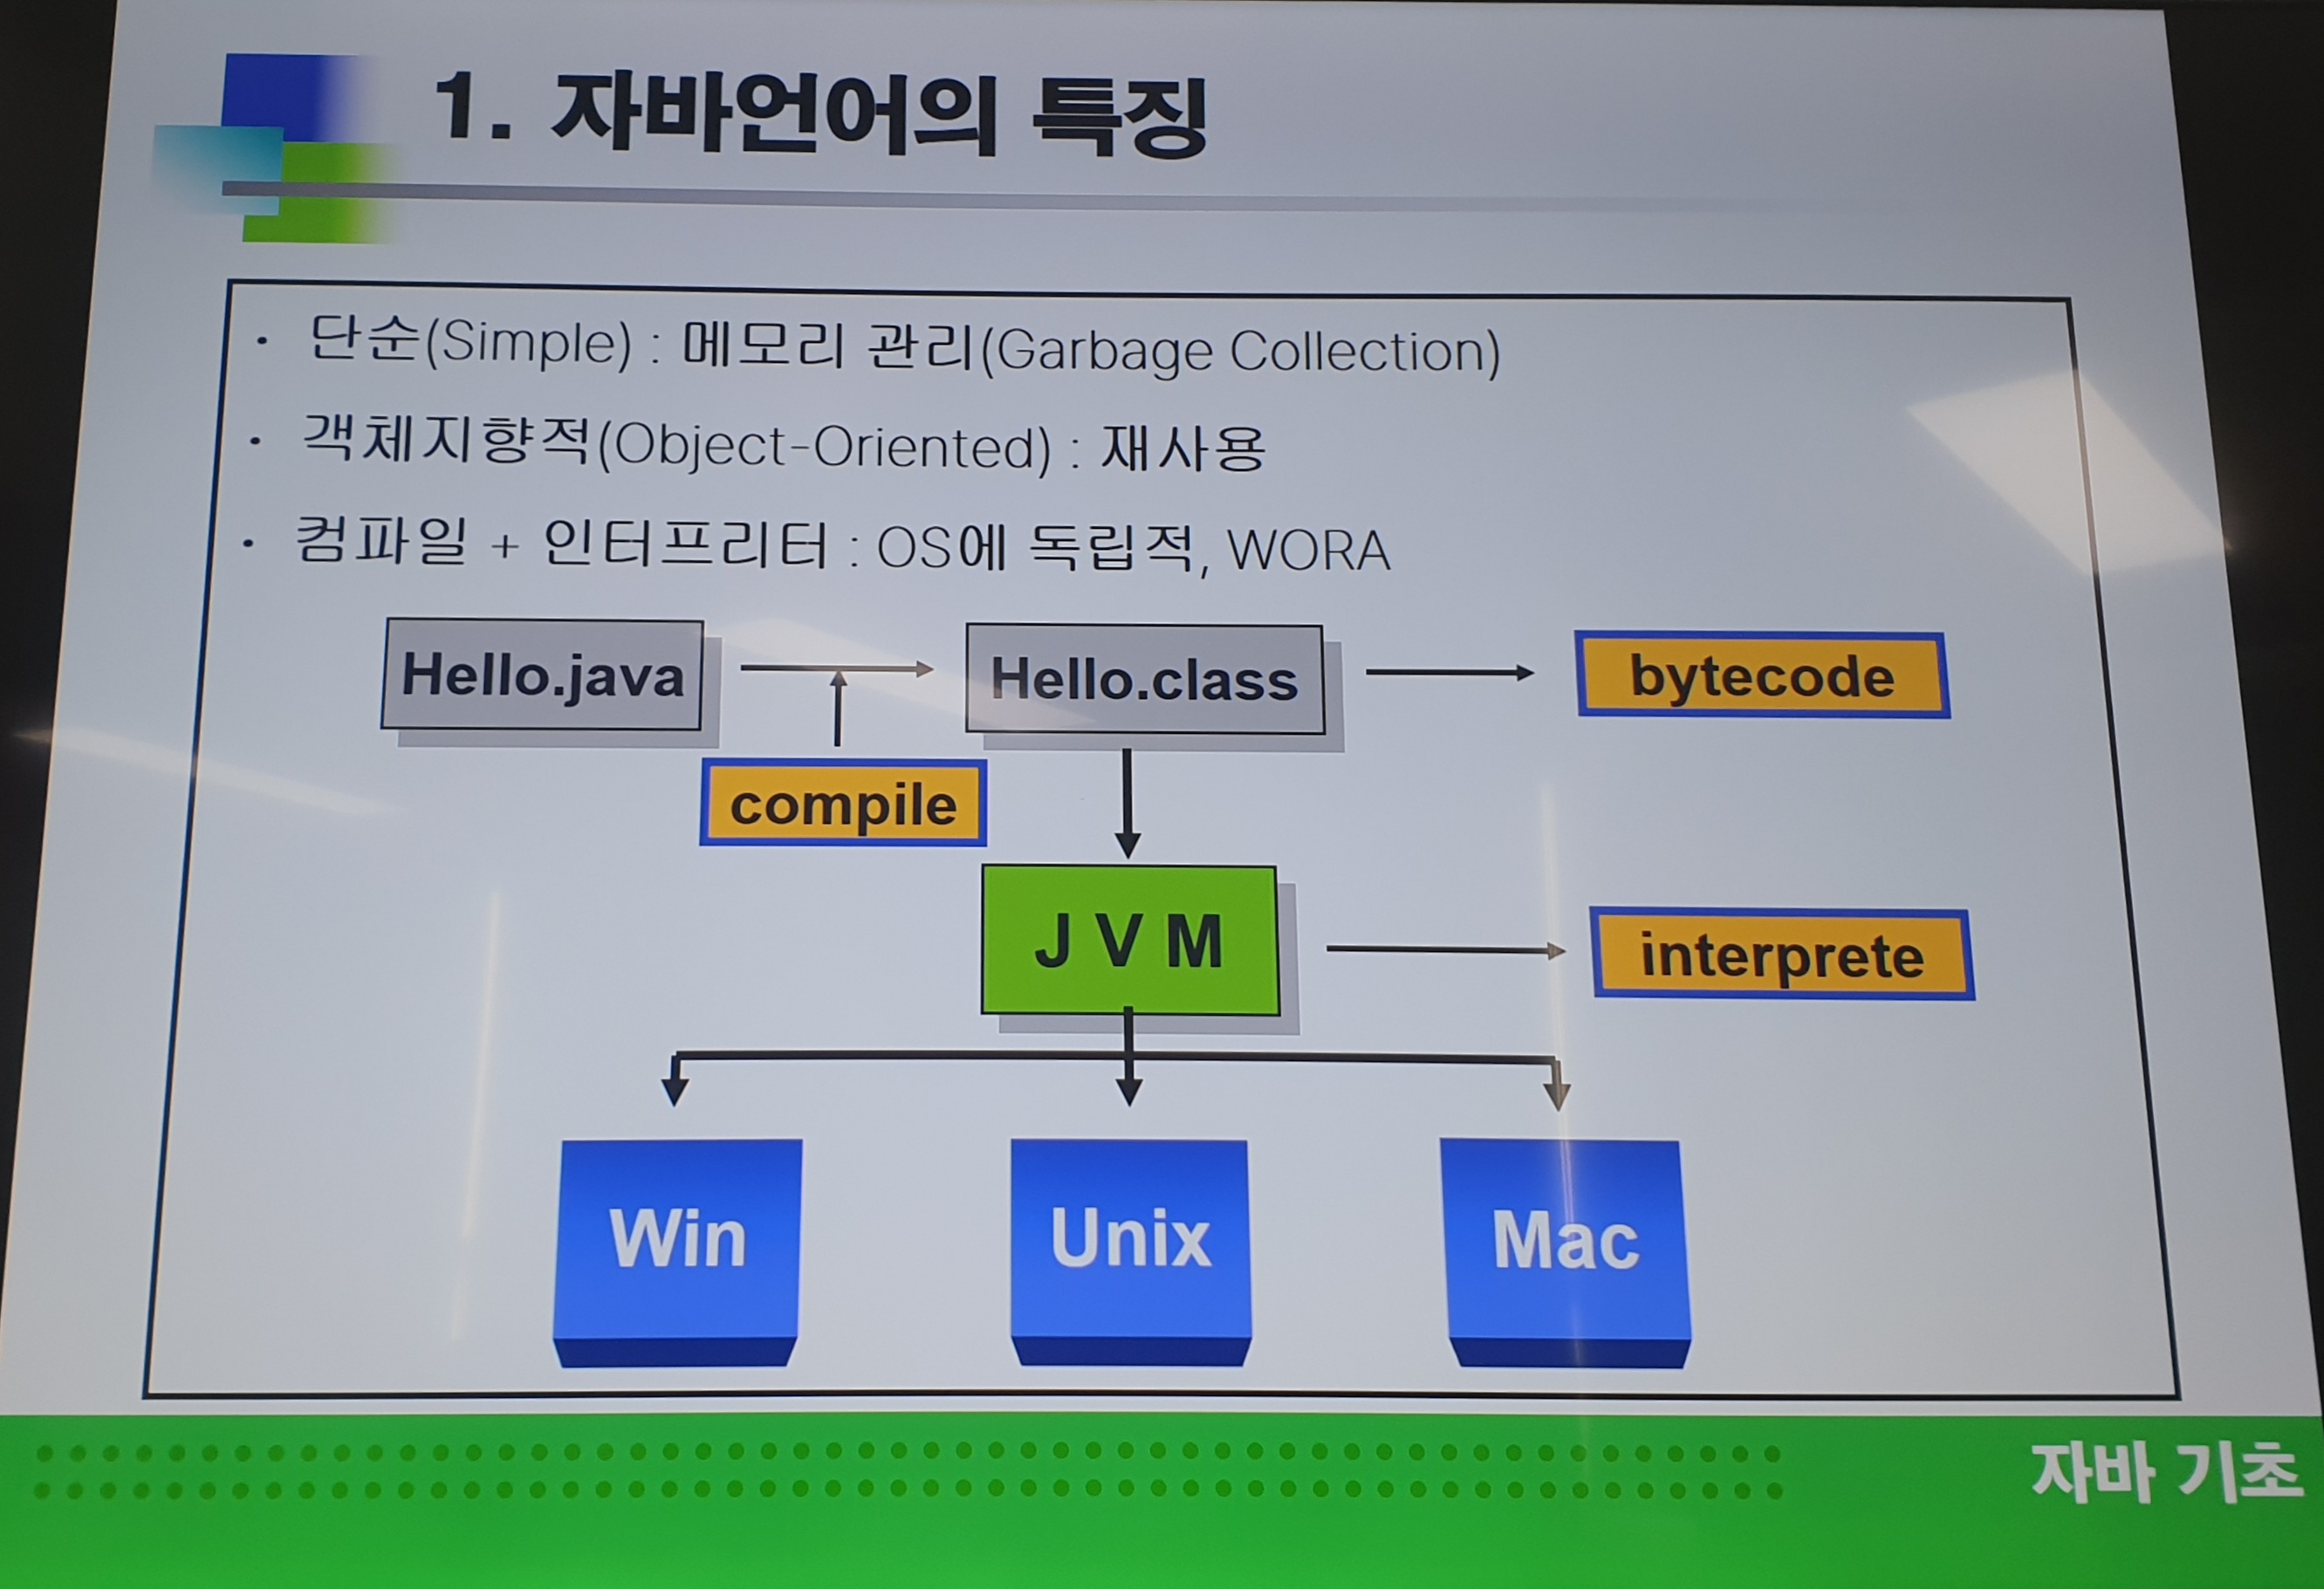 1. 자바언어의 특징
• 단순(Simple) : 메모리 관리(Garbage Collection)
• 객체지향적(Object-Oriented) : 재사용
• 컴파일 + 인터프리터 : OS에 독립적, WORA
Hello.java
Hello.class
bytecode
compile
J V M
interprete
Win
Unix
Mac
자바 기초